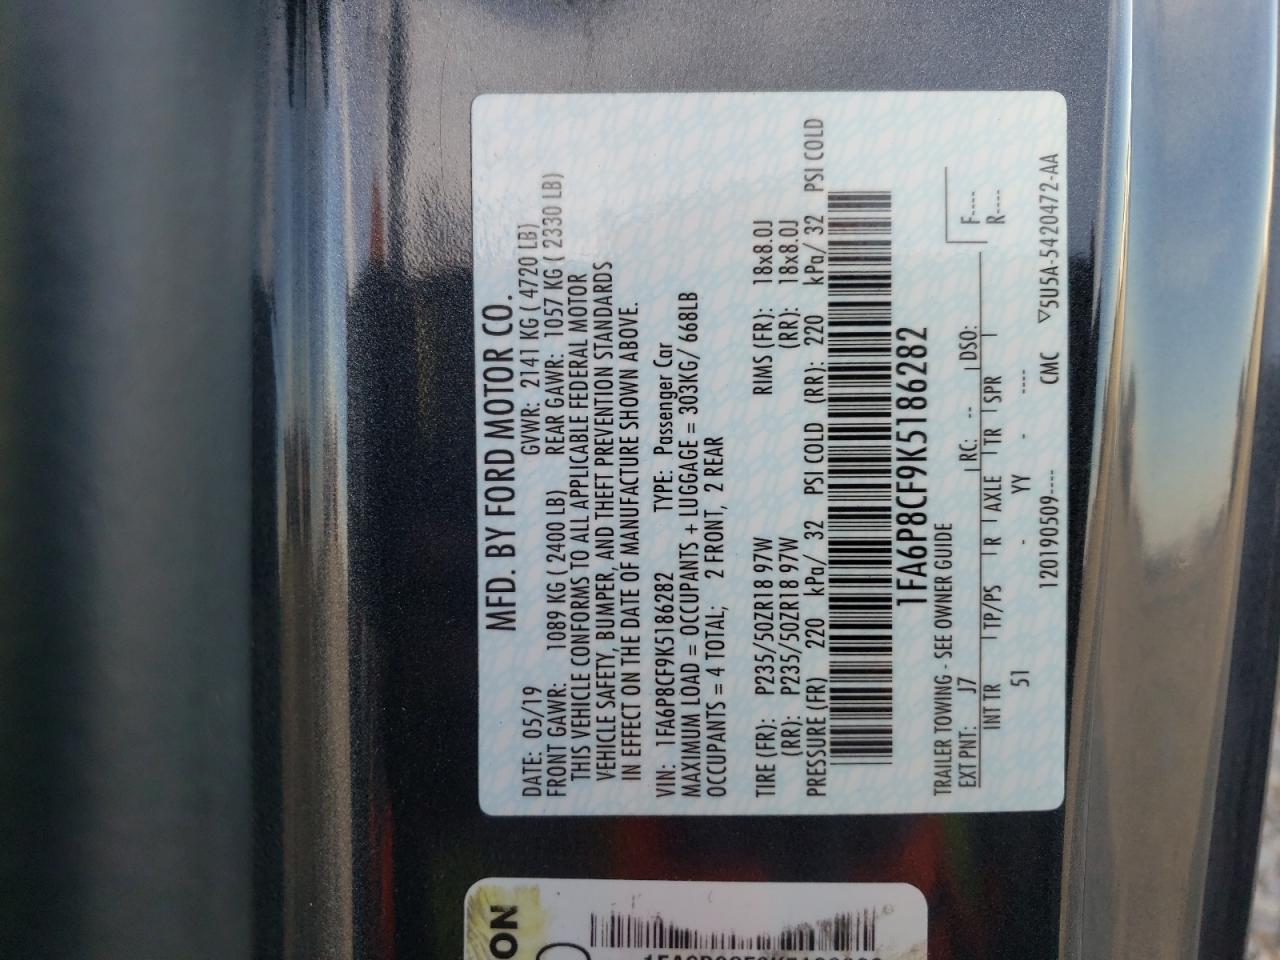 MFD. BY FORD MOTOR CO.
DATE: 05/19 GVWR: 2141 KG ( 4720 LB)
FRONT GAWR: 1089 KG ( 2400 LB) REAR GAWR: 1057 KG ( 2330 LB)
THIS VEHICLE CONFORMS TO ALL APPLICABLE FEDERAL MOTOR
VEHICLE SAFETY, BUMPER, AND THEFT PREVENTION STANDARDS
IN EFFECT ON THE DATE OF MANUFACTURE SHOWN ABOVE.
VIN: 1FA6P8CF9K5186282 TYPE: Passenger Car
MAXIMUM LOAD = OCCUPANTS + LUGGAGE = 303KG/ 668LB
OCCUPANTS = 4 TOTAL; 2 FRONT, 2 REAR
TIRE (FR): P235/50ZR18 97W RIMS (FR): 18x8.0J
(RR): P235/50ZR18 97W (RR): 18x8.0J
PRESSURE (FR) 220 kPa/ 32 PSI COLD (RR): 220 kPa/ 32 PSI COLD
1FA6P8CF9K5186282
TRAILER TOWING - SEE OWNER GUIDE F----
EXT PNT: J7 RC: -- DSO: R----
INT TR TP/PS R AXLE TR SPR
51 - YY - ----
120190509---- CMC ▽5U5A-5420472-AA
ON